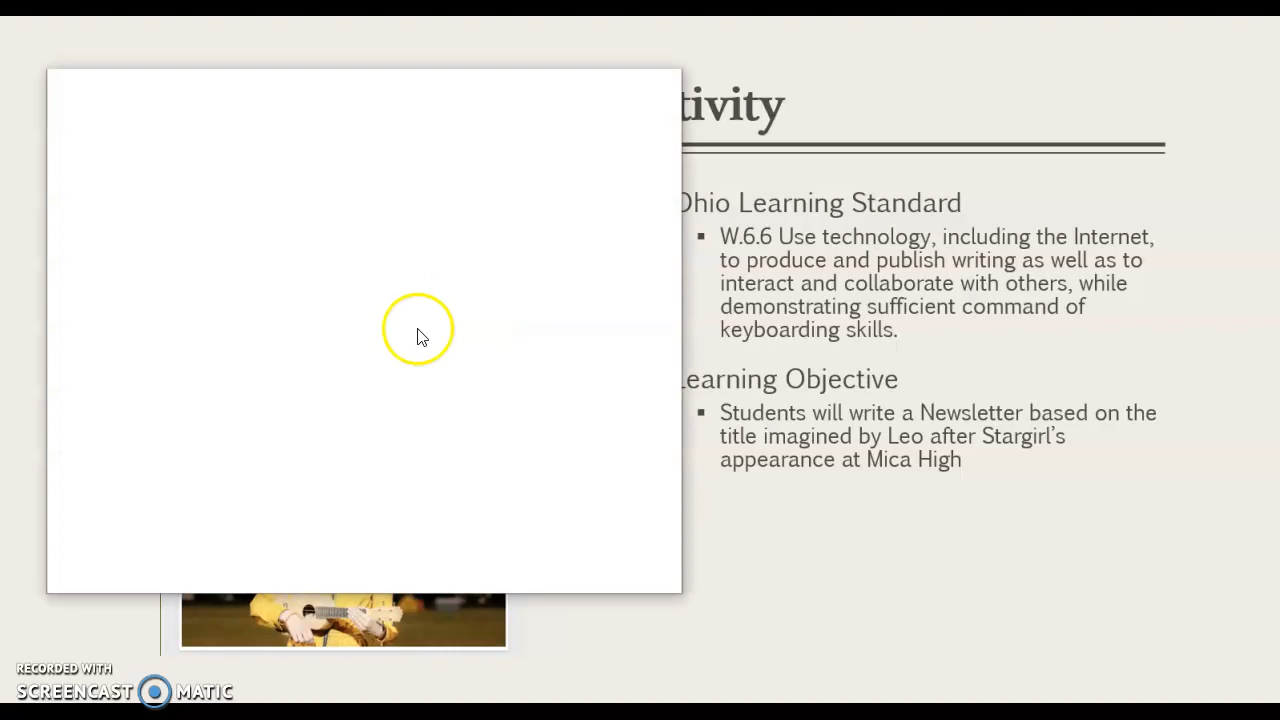 tivity
Ohio Learning Standard
▪ W.6.6 Use technology, including the Internet,
to produce and publish writing as well as to
interact and collaborate with others, while
demonstrating sufficient command of
keyboarding skills.
Learning Objective
▪ Students will write a Newsletter based on the
title imagined by Leo after Stargirl’s
appearance at Mica High
RECORDED WITH
SCREENCAST MATIC